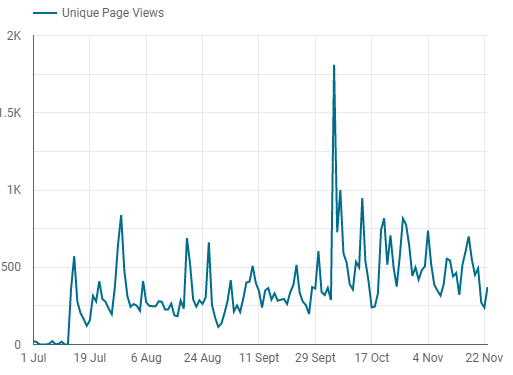 Unique Page Views
2K
1.5K
1K
500
0
1 Jul 19 Jul 6 Aug 24 Aug 11 Sept 29 Sept 17 Oct 4 Nov 22 Nov